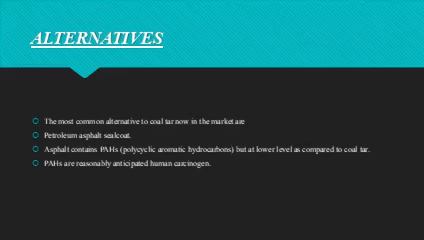 ALTERNATIVES
The most common alternative to coal tar now in the market are
Petroleum asphalt sealcoat.
Asphalt contains PAHs (polycyclic aromatic hydrocarbons) but at lower level as compared to coal tar.
PAHs are reasonably anticipated human carcinogen.